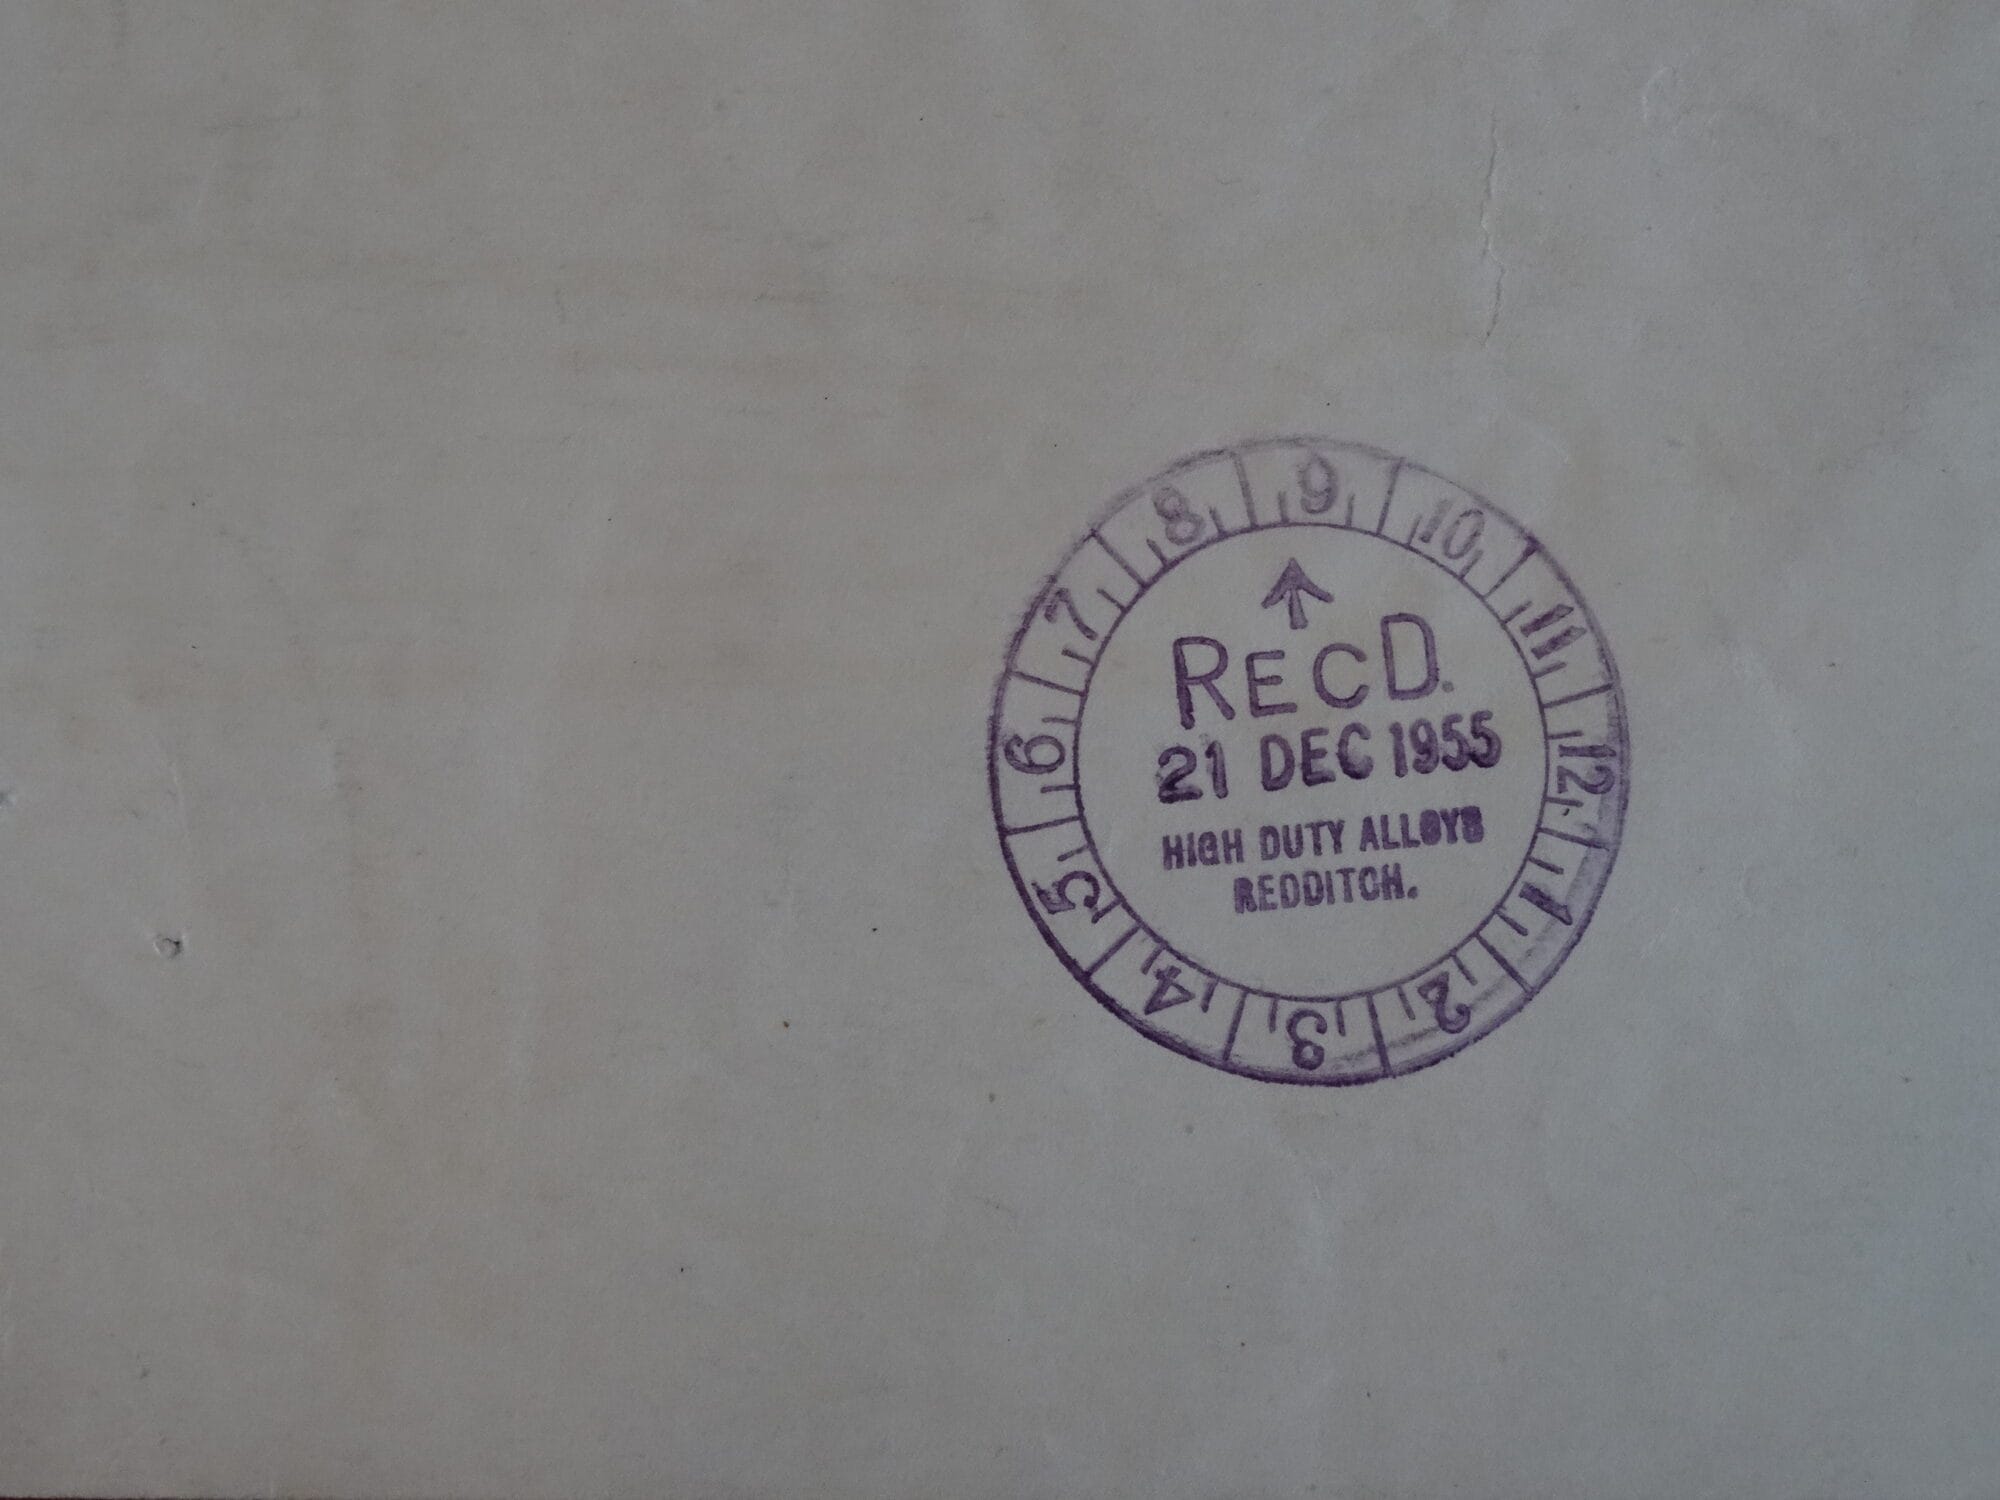 8 9 10 11 12 1 2 3 4 5 6 7
RECD.
21 DEC 1955
HIGH DUTY ALLOYS
REDDITCH.